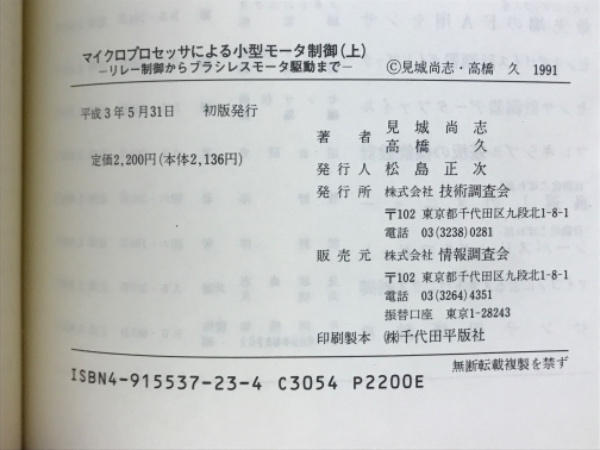 マイクロプロセッサによる小型モータ制御(上)
―リレー制御からブラシレスモータ駆動まで―
©見城尚志・高橋 久 1991
平成3年5月31日 初版発行
定価2,200円(本体2,136円)
著者 見城尚志
高橋 久
発行人 松島正次
発行所 株式会社 技術調査会
〒102 東京都千代田区九段北1-8-1
電話 03(3238)0281
販売元 株式会社 情報調査会
〒102 東京都千代田区九段北1-8-1
電話 03(3264)4351
振替口座 東京1-28243
印刷製本 ㈱千代田平版社
無断転載複製を禁ず
ISBN4-915537-23-4 C3054 P2200E